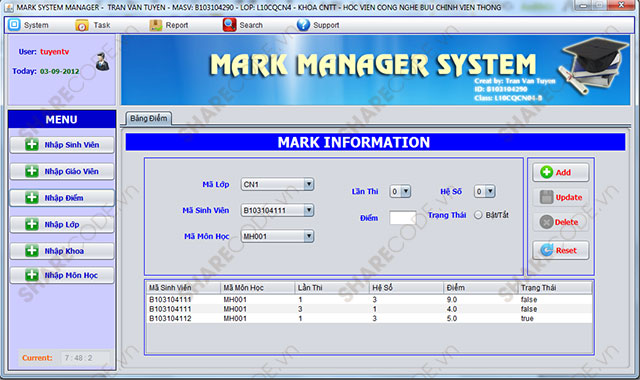 MARK SYSTEM MANAGER - TRAN VAN TUYEN - MASV: B103104290 - LOP: L10CQCN4 - KHOA CNTT - HOC VIEN CONG NGHE BUU CHINH VIEN THONG
System Task Report Search Support
User: tuyentv
Today: 03-09-2012
MARK MANAGER SYSTEM
Creat by: Tran Van Tuyen
ID: B103104290
Class: L10CQCN01-B
MENU
Nhập Sinh Viên
Nhập Giáo Viên
Nhập Điểm
Nhập Lớp
Nhập Khoa
Nhập Môn Học
Current: 7 : 48 : 2
Bảng Điểm
MARK INFORMATION
Mã Lớp CN1 Lần Thi 0 Hệ Số 0
Mã Sinh Viên B103104111 Điểm Trạng Thái Bật/Tắt
Mã Môn Học MH001
Add
Update
Delete
Reset
Mã Sinh Viên Mã Môn Học Lần Thi Hệ Số Điểm Trạng Thái
B103104111 MH001 1 3 9.0 false
B103104111 MH001 3 1 4.0 false
B103104112 MH001 1 3 5.0 true
SHARECODE.vn